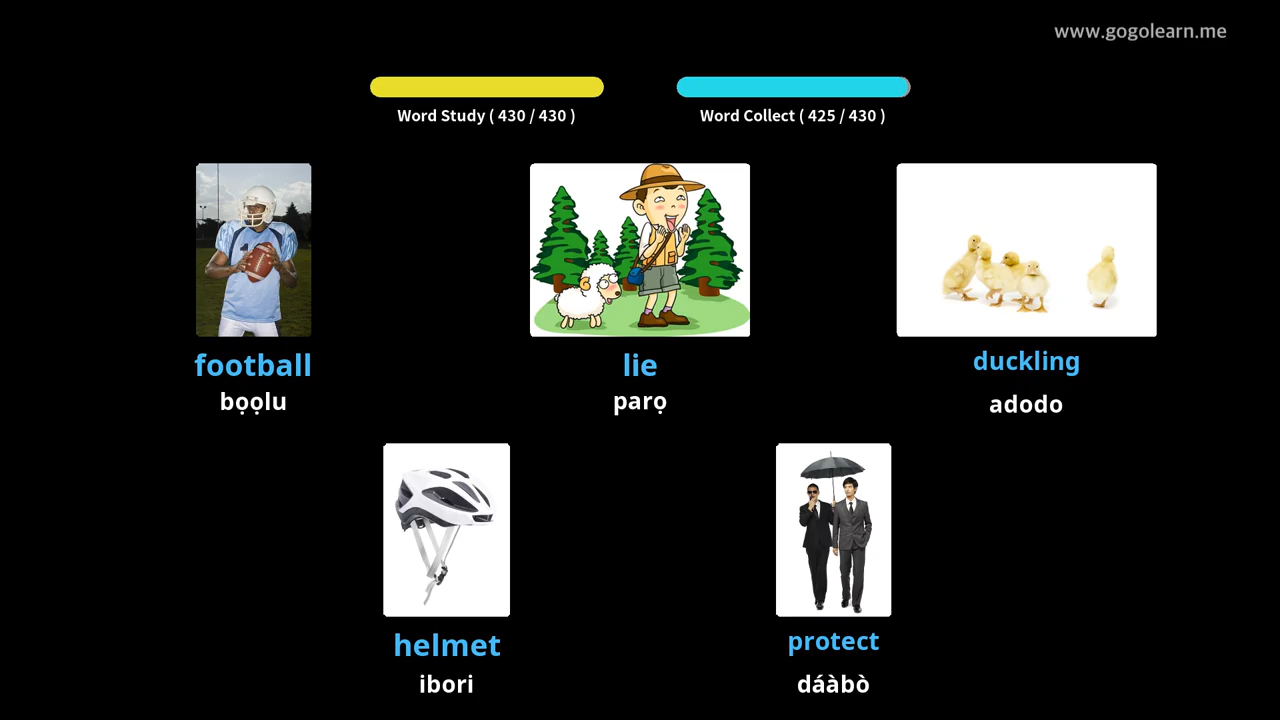 www.gogolearn.me
Word Study ( 430 / 430 )
Word Collect ( 425 / 430 )
football
bọọlu
lie
parọ
duckling
adodo
helmet
ibori
protect
dáàbò